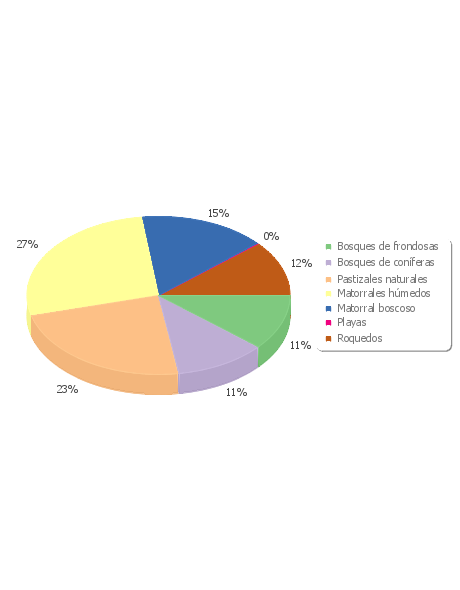 15%
0%
27%
12%
11%
23%
11%
Bosques de frondosas
Bosques de coníferas
Pastizales naturales
Matorrales húmedos
Matorral boscoso
Playas
Roquedos